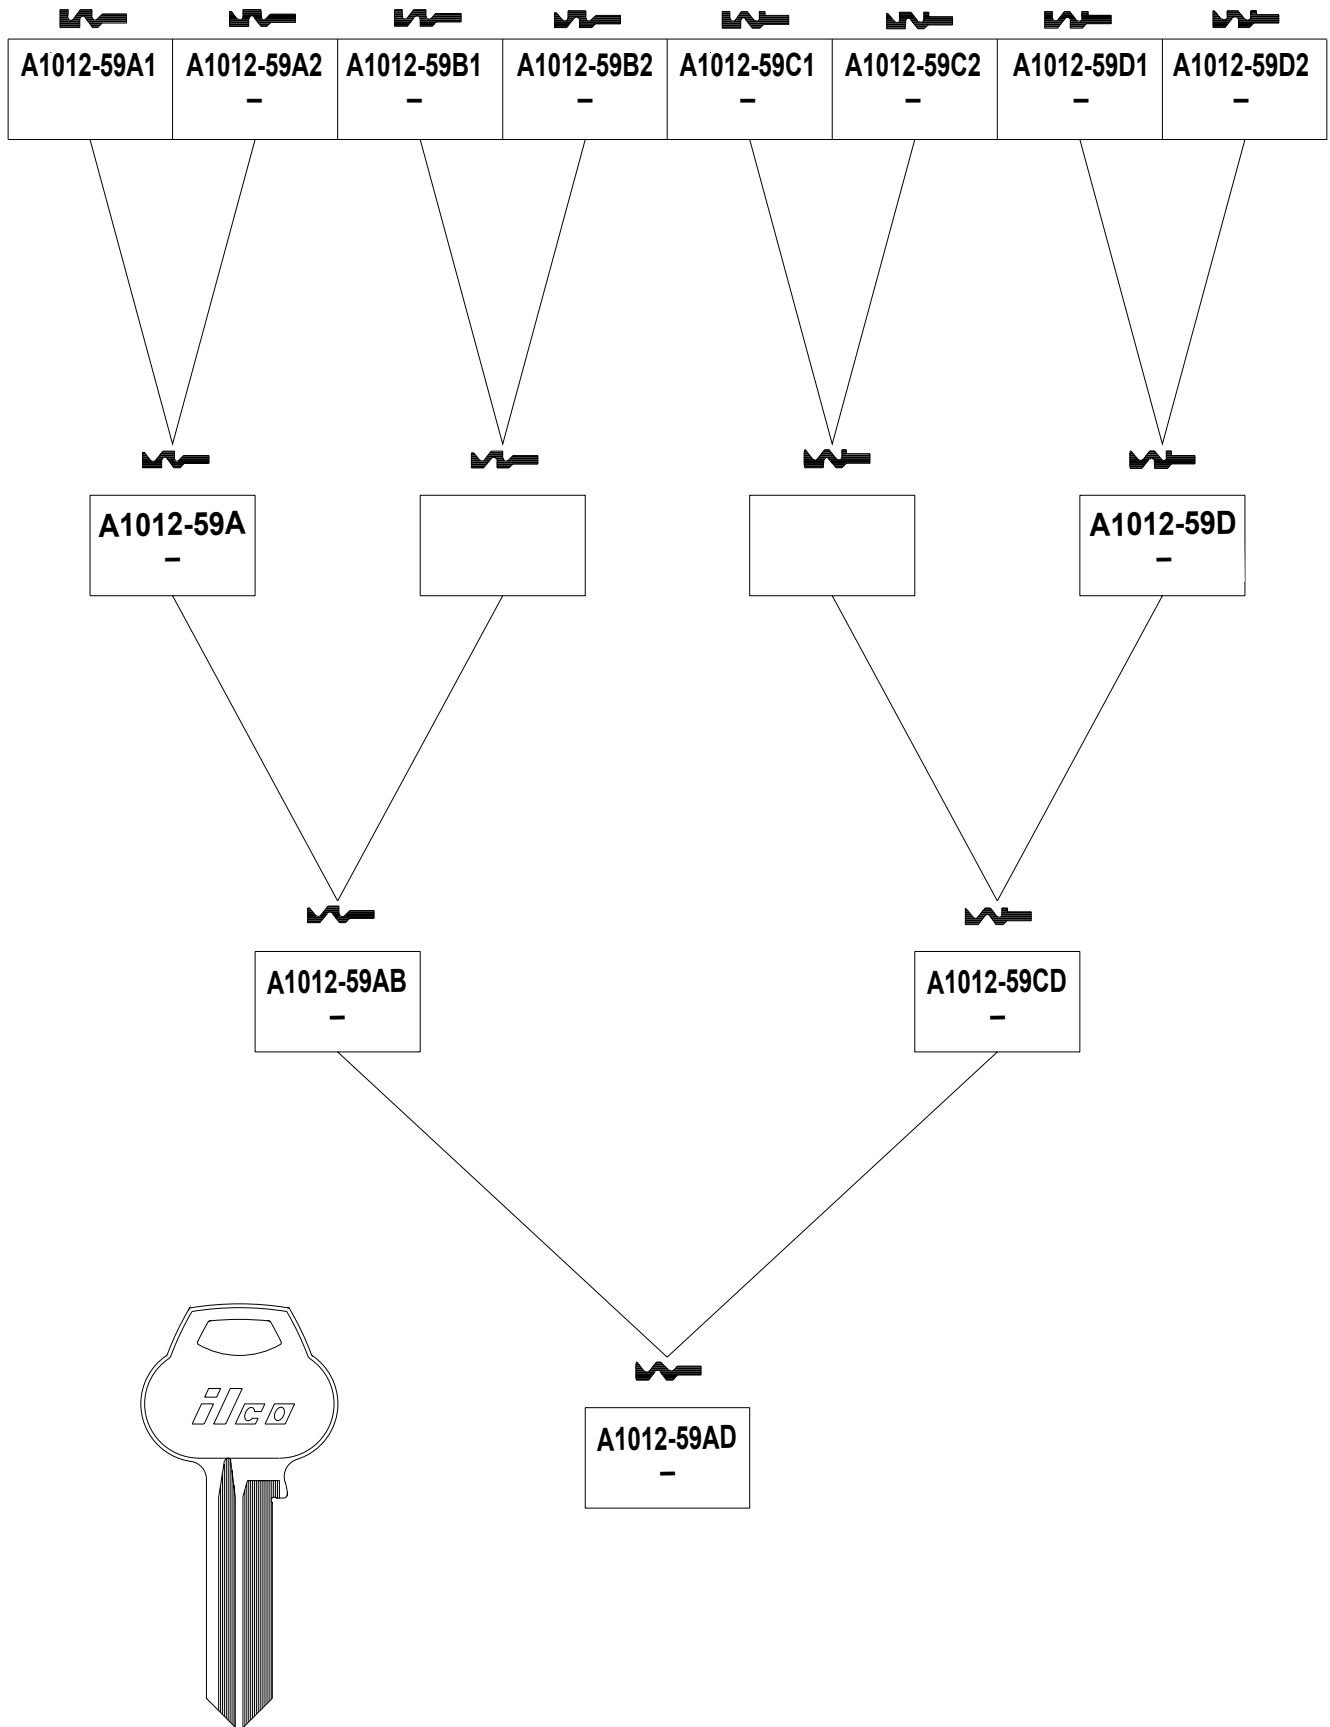 A1012-59A1 A1012-59A2 A1012-59B1 A1012-59B2 A1012-59C1 A1012-59C2 A1012-59D1 A1012-59D2
– – – – – – –
A1012-59A A1012-59D
– –
A1012-59AB A1012-59CD
– –
ilco
A1012-59AD
–